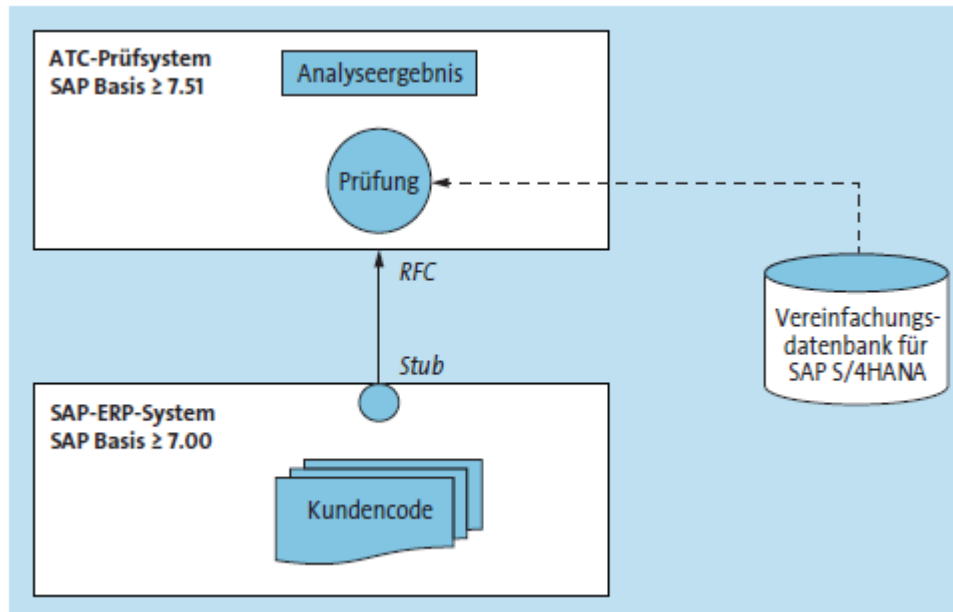 ATC-Prüfsystem
SAP Basis ≥ 7.51
Analyseergebnis
Prüfung
RFC
Vereinfachungs-
datenbank für
SAP S/4HANA
Stub
SAP-ERP-System
SAP Basis ≥ 7.00
Kundencode